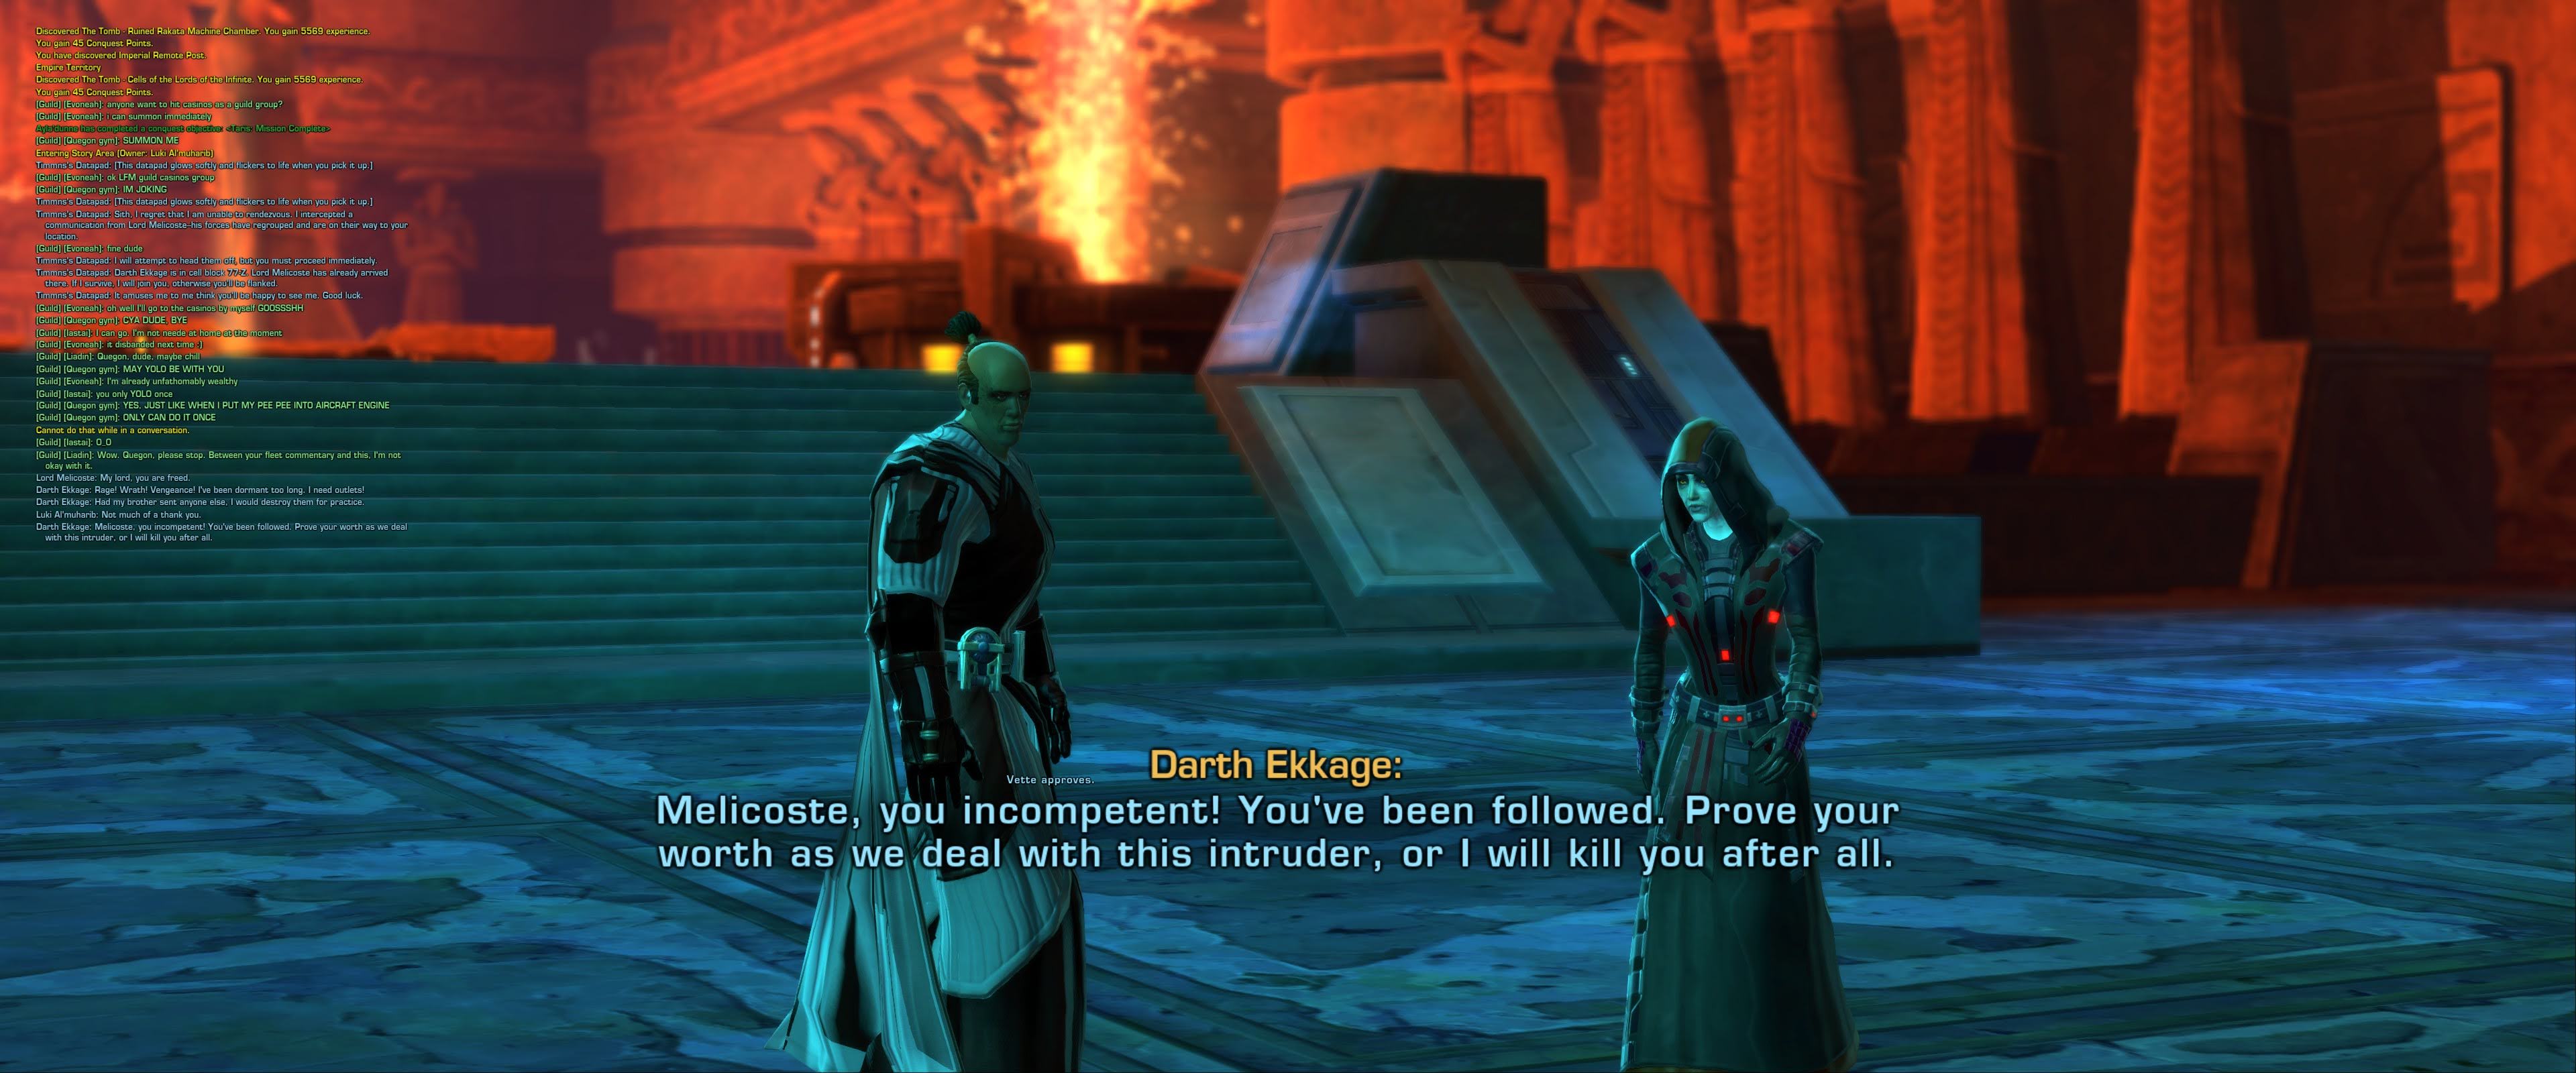 Discovered The Tomb - Ruined Rakata Machine Chamber. You gain 5569 experience.
You gain 45 Conquest Points.
You have discovered Imperial Remote Post.
Empire Territory
Discovered The Tomb - Cells of the Lords of the Infinite. You gain 5569 experience.
You gain 45 Conquest Points.
[Guild] [Evoneah]: anyone want to hit casinos as a guild group?
[Guild] [Evoneah]: i can summon immediately
has completed a conquest objective: <Taris: Mission Complete>
[Guild] [Quegon gym]: SUMMON ME
Entering Story Area (Owner: Luki Al'muharib)
Timmns's Datapad: [This datapad glows softly and flickers to life when you pick it up.]
[Guild] [Evoneah]: ok LFM guild casinos group
[Guild] [Quegon gym]: IM JOKING
Timmns's Datapad: [This datapad glows softly and flickers to life when you pick it up.]
Timmns's Datapad: Sith, I regret that I am unable to rendezvous. I intercepted a
communication from Lord Melicoste-his forces have regrouped and are on their way to your
location.
[Guild] [Evoneah]: fine dude
Timmns's Datapad: I will attempt to head them off, but you must proceed immediately.
Timmns's Datapad: Darth Ekkage is in cell block 77-Z. Lord Melicoste has already arrived
there. If I survive, I will join you, otherwise you'll be flanked.
Timmns's Datapad: It amuses me to me think you'll be happy to see me. Good luck.
[Guild] [Evoneah]: oh well I'll go to the casinos by myself GOOSSSHH
[Guild] [Quegon gym]: CYA DUDE, BYE
[Guild] [Iastai]: I can go, I'm not neede at home at the moment
[Guild] [Evoneah]: it disbanded next time :)
[Guild] [Liadin]: Quegon, dude, maybe chill
[Guild] [Quegon gym]: MAY YOLO BE WITH YOU
[Guild] [Evoneah]: I'm already unfathomably wealthy
[Guild] [Iastai]: you only YOLO once
[Guild] [Quegon gym]: YES, JUST LIKE WHEN I PUT MY PEE PEE INTO AIRCRAFT ENGINE
[Guild] [Quegon gym]: ONLY CAN DO IT ONCE
Cannot do that while in a conversation.
[Guild] [Iastai]: O_O
[Guild] [Liadin]: Wow. Quegon, please stop. Between your fleet commentary and this, I'm not
okay with it.
Lord Melicoste: My lord, you are freed.
Darth Ekkage: Rage! Wrath! Vengeance! I've been dormant too long. I need outlets!
Darth Ekkage: Had my brother sent anyone else, I would destroy them for practice.
Luki Al'muharib: Not much of a thank you.
Darth Ekkage: Melicoste, you incompetent! You've been followed. Prove your worth as we deal
with this intruder, or I will kill you after all.
Vette approves.
Darth Ekkage:
Melicoste, you incompetent! You've been followed. Prove your
worth as we deal with this intruder, or I will kill you after all.